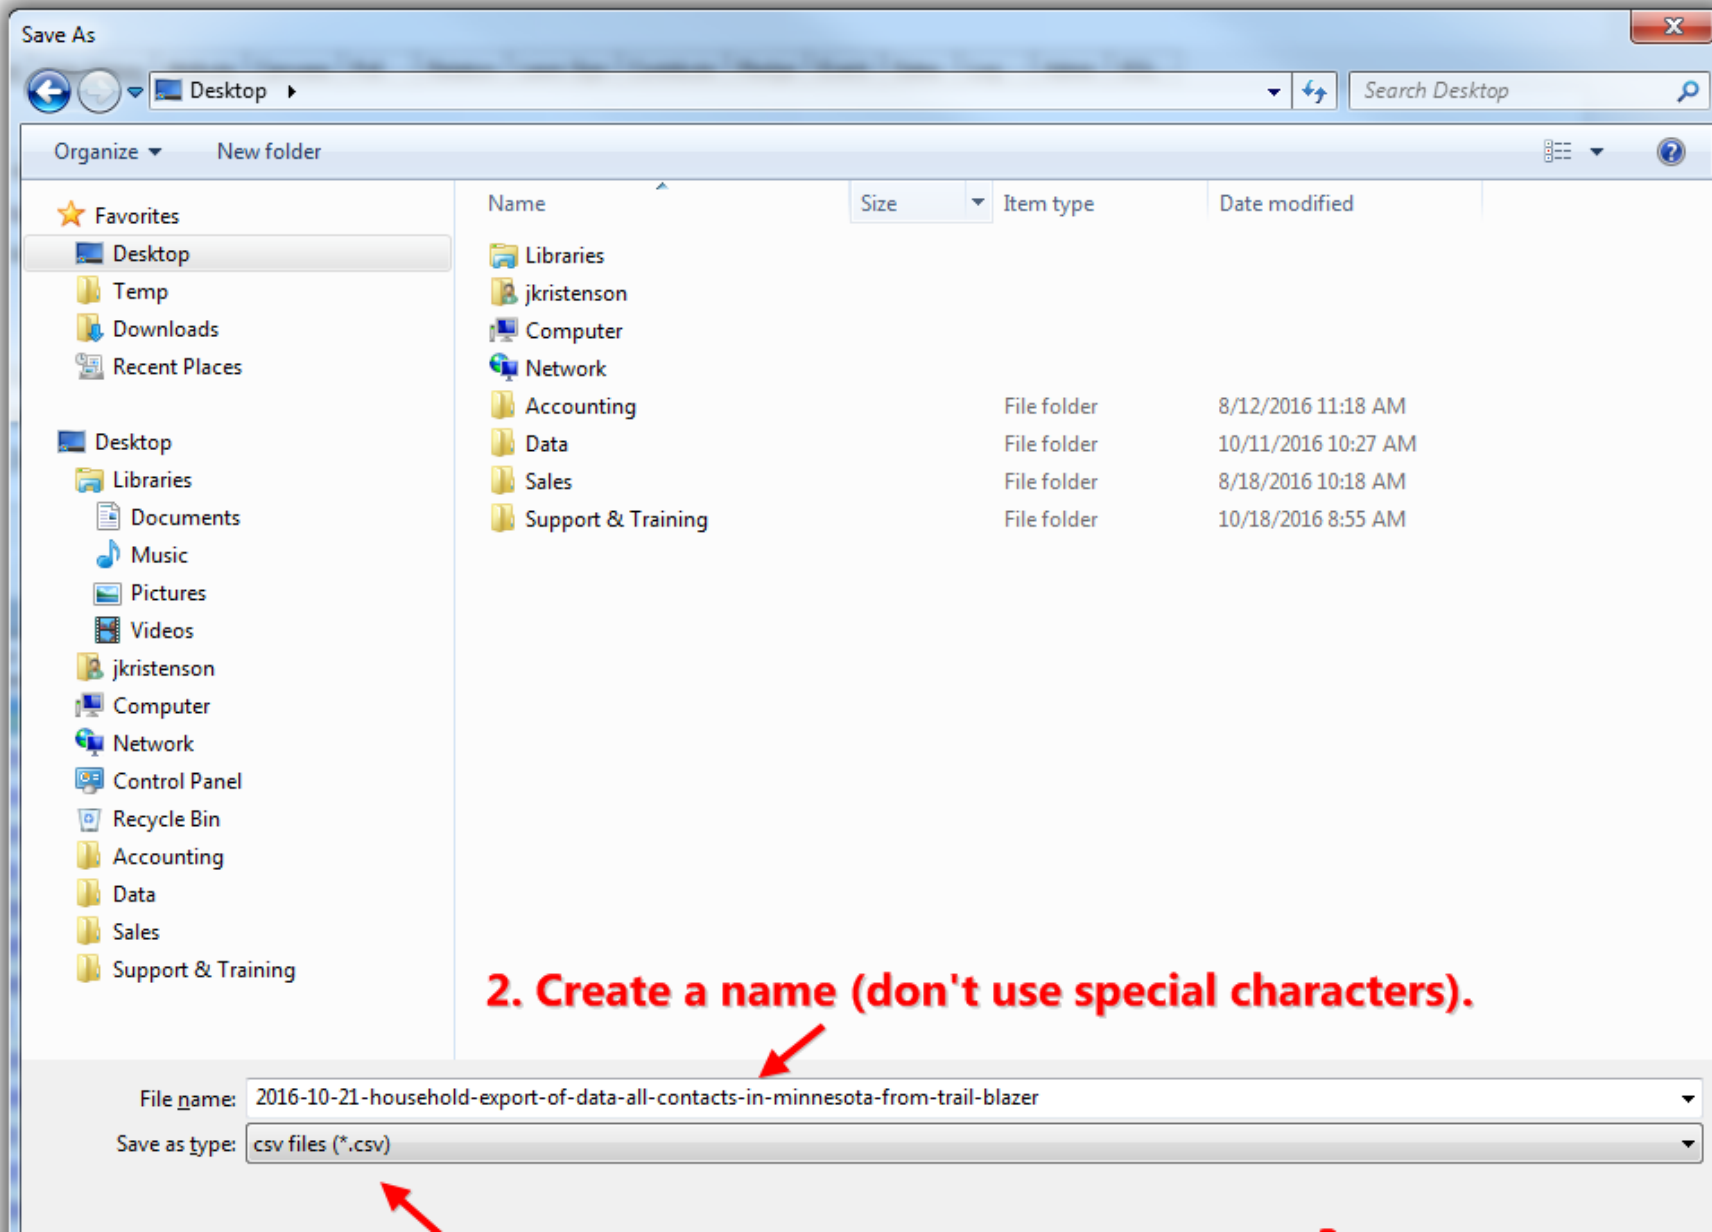 Save As
Desktop
Search Desktop
Organize New folder
Name Size Item type Date modified
Favorites
Desktop
Temp
Downloads
Recent Places
Desktop
Libraries
Documents
Music
Pictures
Videos
jkristenson
Computer
Network
Control Panel
Recycle Bin
Accounting
Data
Sales
Support & Training
Libraries
jkristenson
Computer
Network
Accounting File folder 8/12/2016 11:18 AM
Data File folder 10/11/2016 10:27 AM
Sales File folder 8/18/2016 10:18 AM
Support & Training File folder 10/18/2016 8:55 AM
2. Create a name (don't use special characters).
File name: 2016-10-21-household-export-of-data-all-contacts-in-minnesota-from-trail-blazer
Save as type: csv files (*.csv)